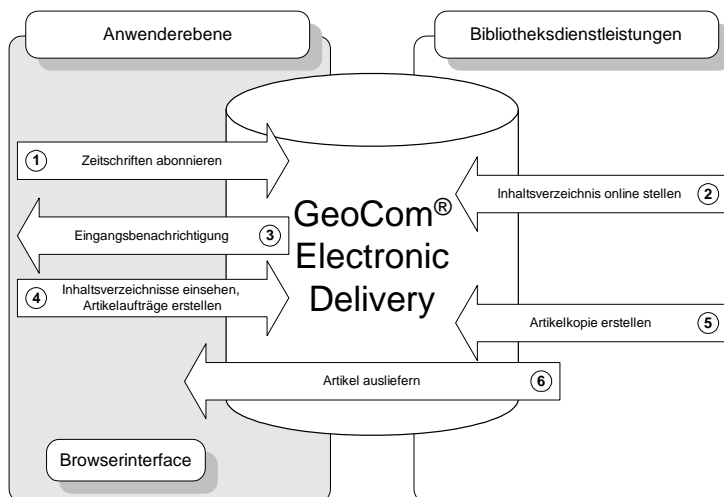 Anwenderebene
Bibliotheksdienstleistungen
1 Zeitschriften abonnieren
Inhaltsverzeichnis online stellen 2
GeoCom®
Electronic
Delivery
Eingangsbenachrichtigung 3
4 Inhaltsverzeichnisse einsehen,
Artikelaufträge erstellen
Artikelkopie erstellen 5
Artikel ausliefern 6
Browserinterface